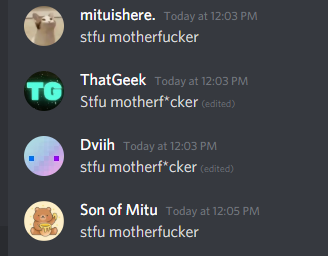 mituishere. Today at 12:03 PM
stfu motherfucker
TG
ThatGeek Today at 12:03 PM
Stfu motherf*cker (edited)
Dviih Today at 12:03 PM
stfu motherf*cker (edited)
Son of Mitu Today at 12:05 PM
stfu motherfucker